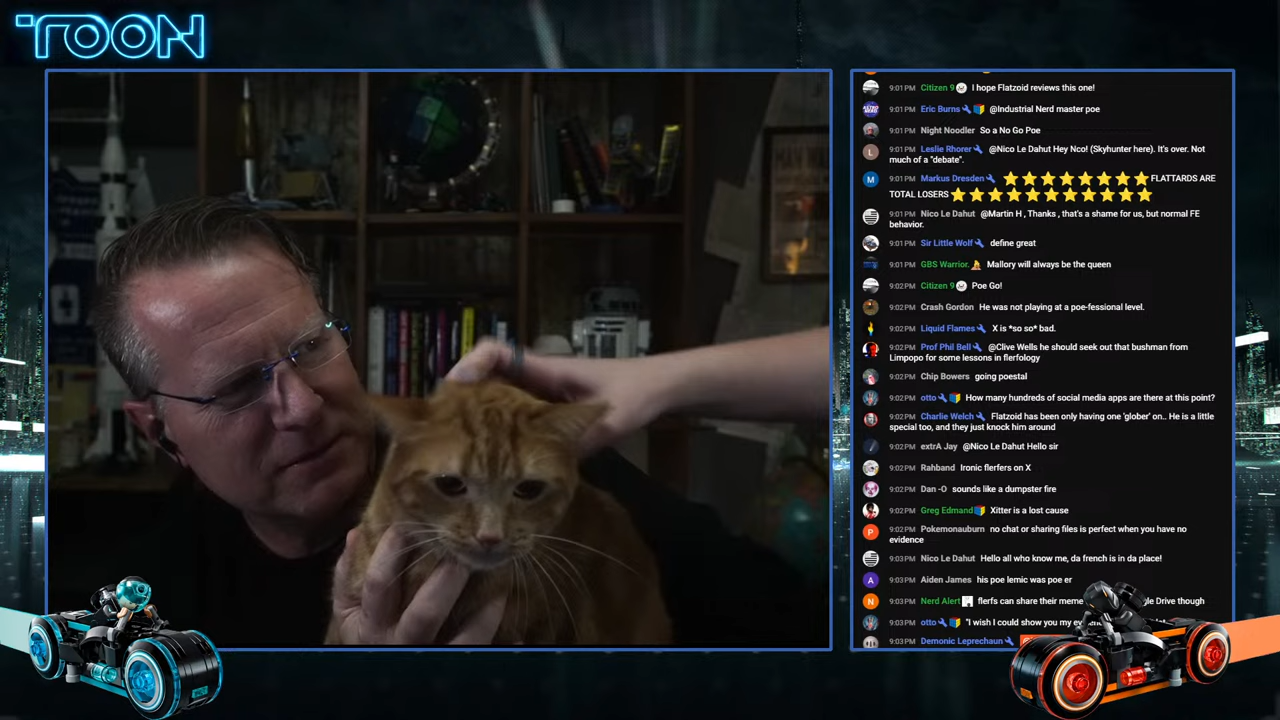 TOON
9:01 PM Citizen 9 I hope Flatzoid reviews this one!
9:01 PM Eric Burns @Industrial Nerd master poe
9:01 PM Night Noodler So a No Go Poe
9:01 PM Leslie Rhorer @Nico Le Dahut Hey Nco! (Skyhunter here). It's over. Not
much of a "debate".
9:01 PM Markus Dresden FLATTARDS ARE
TOTAL LOSERS
9:01 PM Nico Le Dahut @Martin H , Thanks , that's a shame for us, but normal FE
behavior.
9:01 PM Sir Little Wolf define great
9:01 PM GBS Warrior. Mallory will always be the queen
9:02 PM Citizen 9 Poe Go!
9:02 PM Crash Gordon He was not playing at a poe-fessional level.
9:02 PM Liquid Flames X is *so so* bad.
9:02 PM Prof Phil Bell @Clive Wells he should seek out that bushman from
Limpopo for some lessons in flerfology
9:02 PM Chip Bowers going poestal
9:02 PM otto How many hundreds of social media apps are there at this point?
9:02 PM Charlie Welch Flatzoid has been only having one 'glober' on.. He is a little
special too, and they just knock him around
9:02 PM extrA Jay @Nico Le Dahut Hello sir
9:02 PM Rahband Ironic flerfers on X
9:02 PM Dan -O sounds like a dumpster fire
9:02 PM Greg Edmand Xitter is a lost cause
9:02 PM Pokemonauburn no chat or sharing files is perfect when you have no
evidence
9:03 PM Nico Le Dahut Hello all who know me, da french is in da place!
9:03 PM Aiden James his poe lemic was poe er
9:03 PM Nerd Alert flerfs can share their meme Drive though
9:03 PM otto "I wish I could show you my
9:03 PM Demonic Leprechaun